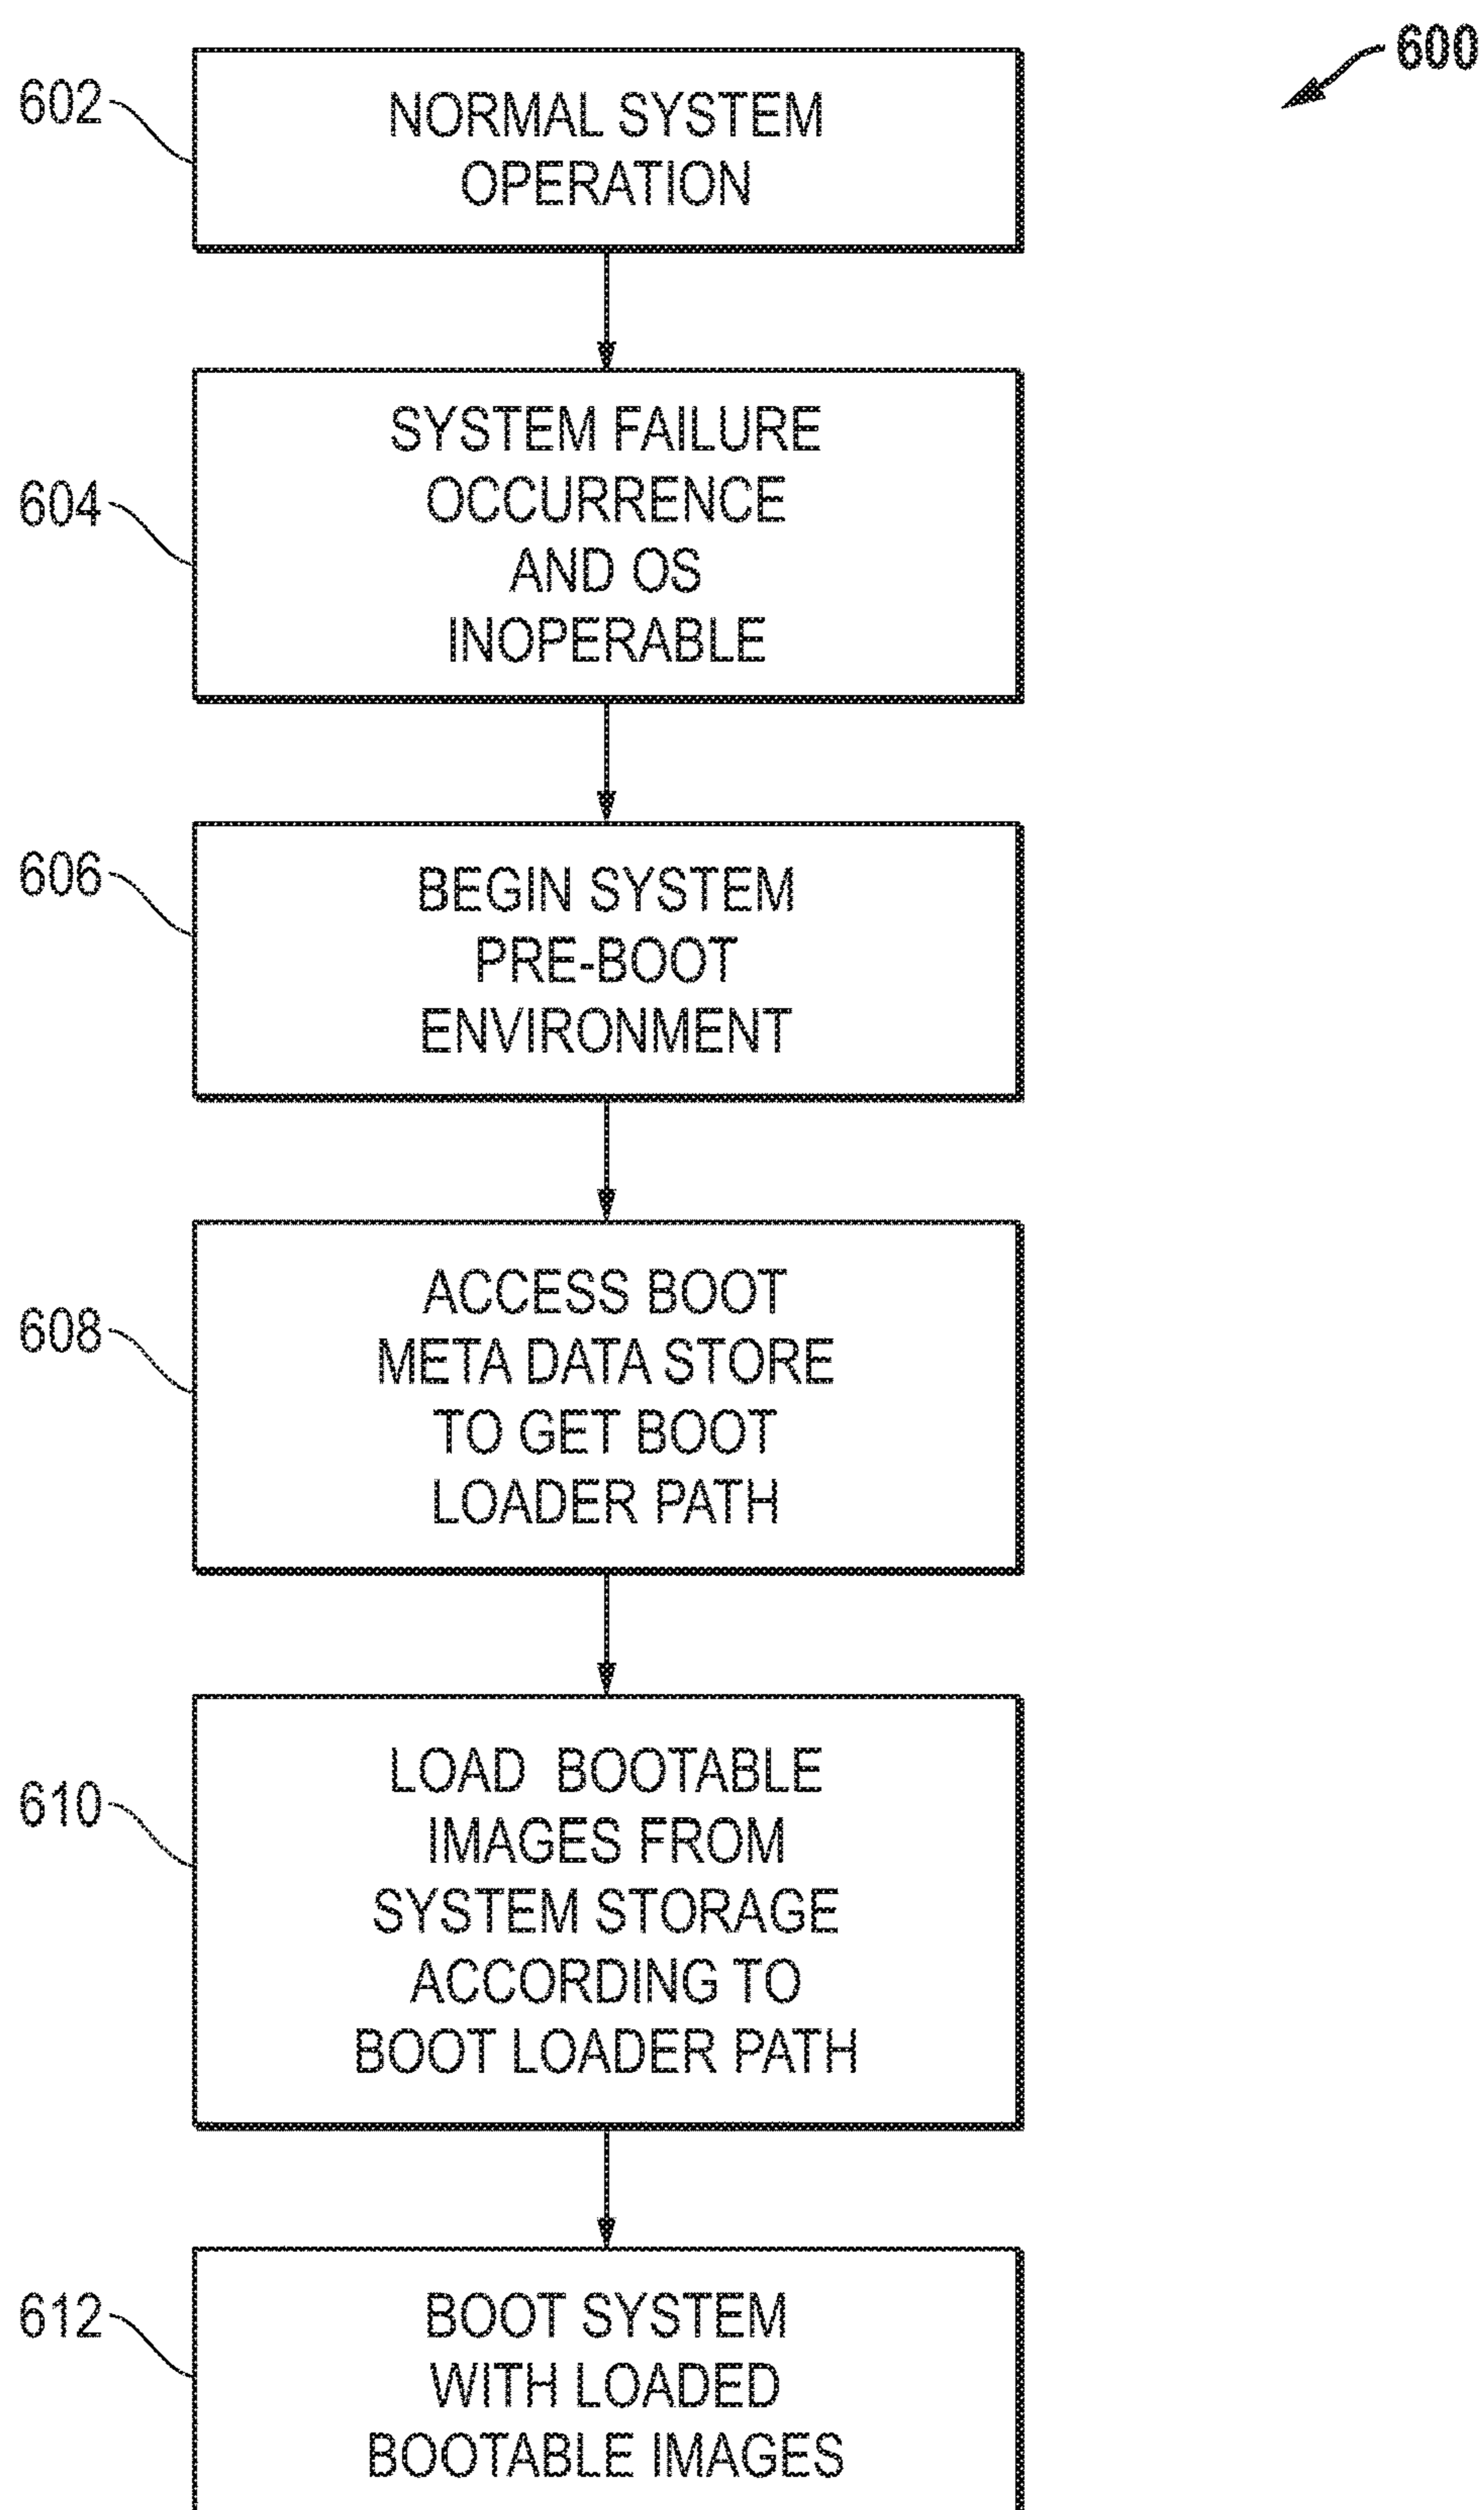 600
602
NORMAL SYSTEM
OPERATION
604
SYSTEM FAILURE
OCCURRENCE
AND OS
INOPERABLE
606
BEGIN SYSTEM
PRE-BOOT
ENVIRONMENT
608
ACCESS BOOT
META DATA STORE
TO GET BOOT
LOADER PATH
610
LOAD BOOTABLE
IMAGES FROM
SYSTEM STORAGE
ACCORDING TO
BOOT LOADER PATH
612
BOOT SYSTEM
WITH LOADED
BOOTABLE IMAGES